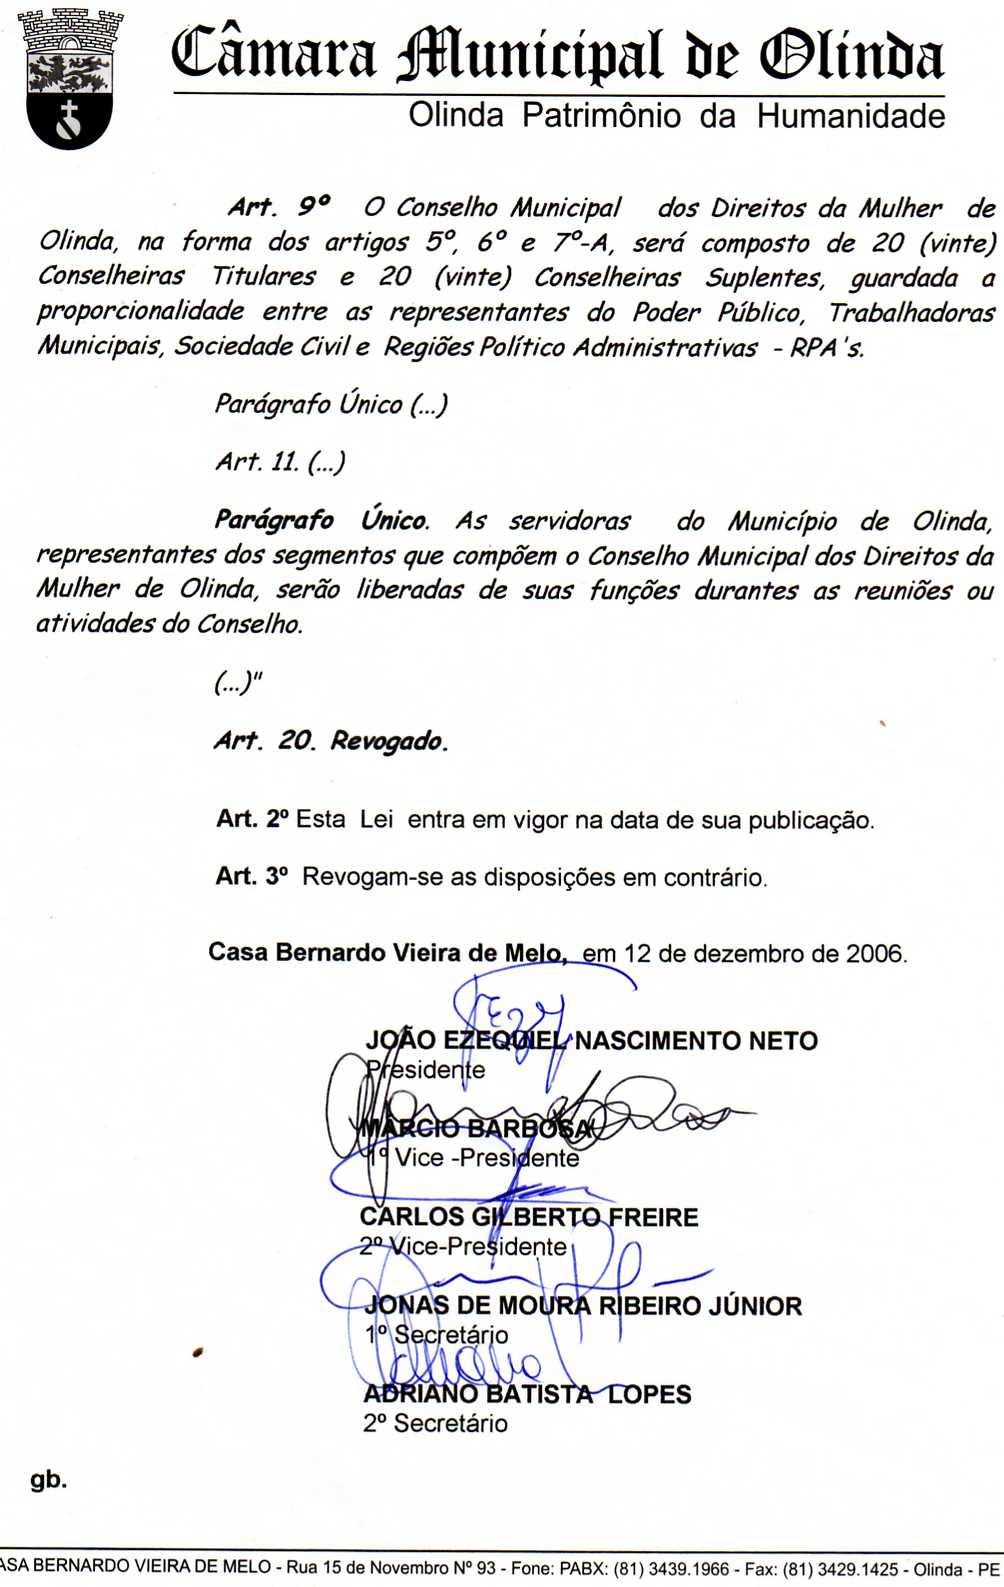 Câmara Municipal de Olinda
Olinda Patrimônio da Humanidade
Art. 9º O Conselho Municipal dos Direitos da Mulher de
Olinda, na forma dos artigos 5º, 6º e 7º-A, será composto de 20 (vinte)
Conselheiras Titulares e 20 (vinte) Conselheiras Suplentes, guardada a
proporcionalidade entre as representantes do Poder Público, Trabalhadoras
Municipais, Sociedade Civil e Regiões Político Administrativas - RPA's.
Parágrafo Único (...)
Art. 11. (...)
Parágrafo Único. As servidoras do Município de Olinda,
representantes dos segmentos que compõem o Conselho Municipal dos Direitos da
Mulher de Olinda, serão liberadas de suas funções durantes as reuniões ou
atividades do Conselho.
(...)"
Art. 20. Revogado.
Art. 2º Esta Lei entra em vigor na data de sua publicação.
Art. 3º Revogam-se as disposições em contrário.
Casa Bernardo Vieira de Melo, em 12 de dezembro de 2006.
JOÃO EZEQUIEL NASCIMENTO NETO
Presidente
MÁRCIO BARBOSA
1º Vice -Presidente
CARLOS GILBERTO FREIRE
2º Vice-Presidente
JONAS DE MOURA RIBEIRO JÚNIOR
1º Secretário
ADRIANO BATISTA LOPES
2º Secretário
gb.
ASA BERNARDO VIEIRA DE MELO - Rua 15 de Novembro Nº 93 - Fone: PABX: (81) 3439.1966 - Fax: (81) 3429.1425 - Olinda - PE